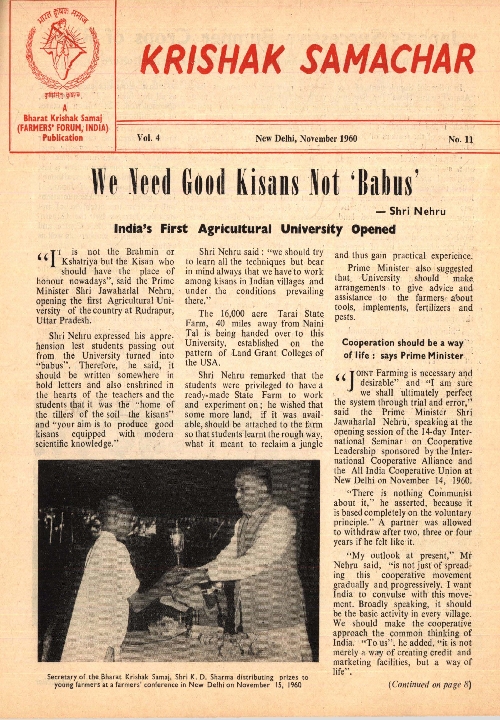 भारत कृषक समाज
KRISHAK SAMACHAR
A
Bharat Krishak Samaj
(FARMERS' FORUM, INDIA)
Publication
Vol. 4
New Delhi, November 1960
No. 11
We Need Good Kisans Not ‘Babus’
— Shri Nehru
India's First Agricultural University Opened
“IT is not the Brahmin or
Kshatriya but the Kisan who
should have the place of
honour nowadays”, said the Prime
Minister Shri Jawaharlal Nehru,
opening the first Agricultural Uni-
versity of the country at Rudrapur,
Uttar Pradesh.
Shri Nehru expressed his appre-
hension lest students passing out
from the University turned into
“babus”. Therefore, he said, it
should be written somewhere in
bold letters and also enshrined in
the hearts of the teachers and the
students that it was the “home of
the tillers of the soil—the kisans”
and “your aim is to produce good
kisans equipped with modern
scientific knowledge.”
Shri Nehru said : “we should try
to learn all the techniques but bear
in mind always that we have to work
among kisans in Indian villages and
under the conditions prevailing
there.”
The 16,000 acre Tarai State
Farm, 40 miles away from Naini
Tal is being handed over to this
University, established on the
pattern of Land Grant Colleges of
the USA.
Shri Nehru remarked that the
students were privileged to have a
ready-made State Farm to work
and experiment on; he wished that
some more land, if it was avail-
able, should be attached to the farm
so that students learnt the rough way,
what it meant to reclaim a jungle
and thus gain practical experience.
Prime Minister also suggested
that University should make
arrangements to give advice and
assistance to the farmers about
tools, implements, fertilizers and
pests.
Cooperation should be a way
of life : says Prime Minister
“JOINT Farming is necessary and
desirable” and “I am sure
we shall ultimately perfect
the system through trial and error,”
said the Prime Minister Shri
Jawaharlal Nehru, speaking at the
opening session of the 14-day Inter-
national Seminar on Cooperative
Leadership sponsored by the Inter-
national Cooperative Alliance and
the All India Cooperative Union at
New Delhi on November 14, 1960.
“There is nothing Communist
about it,” he asserted, because it
is based completely on the voluntary
principle.” A partner was allowed
to withdraw after two, three or four
years if he felt like it.
“My outlook at present,” Mr
Nehru said, “is not just of spread-
ing this cooperative movement
gradually and progressively. I want
India to convulse with this move-
ment. Broadly speaking, it should
be the basic activity in every village.
We should make the cooperative
approach the common thinking of
India. “To us”, he added, “it is not
merely a way of creating credit and
marketing facilities, but a way of
life”.
(Continued on page 8)
Secretary of the Bharat Krishak Samaj, Shri K. D. Sharma distributing prizes to
young farmers at a farmers' conference in New Delhi on November 15, 1960